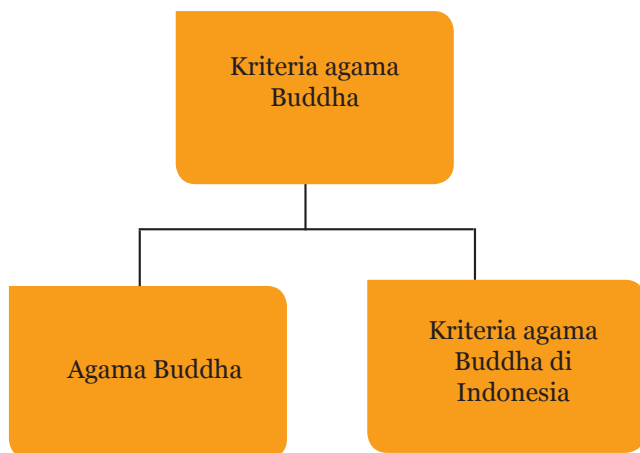 Kriteria agama
Buddha
Agama Buddha
Kriteria agama
Buddha di
Indonesia